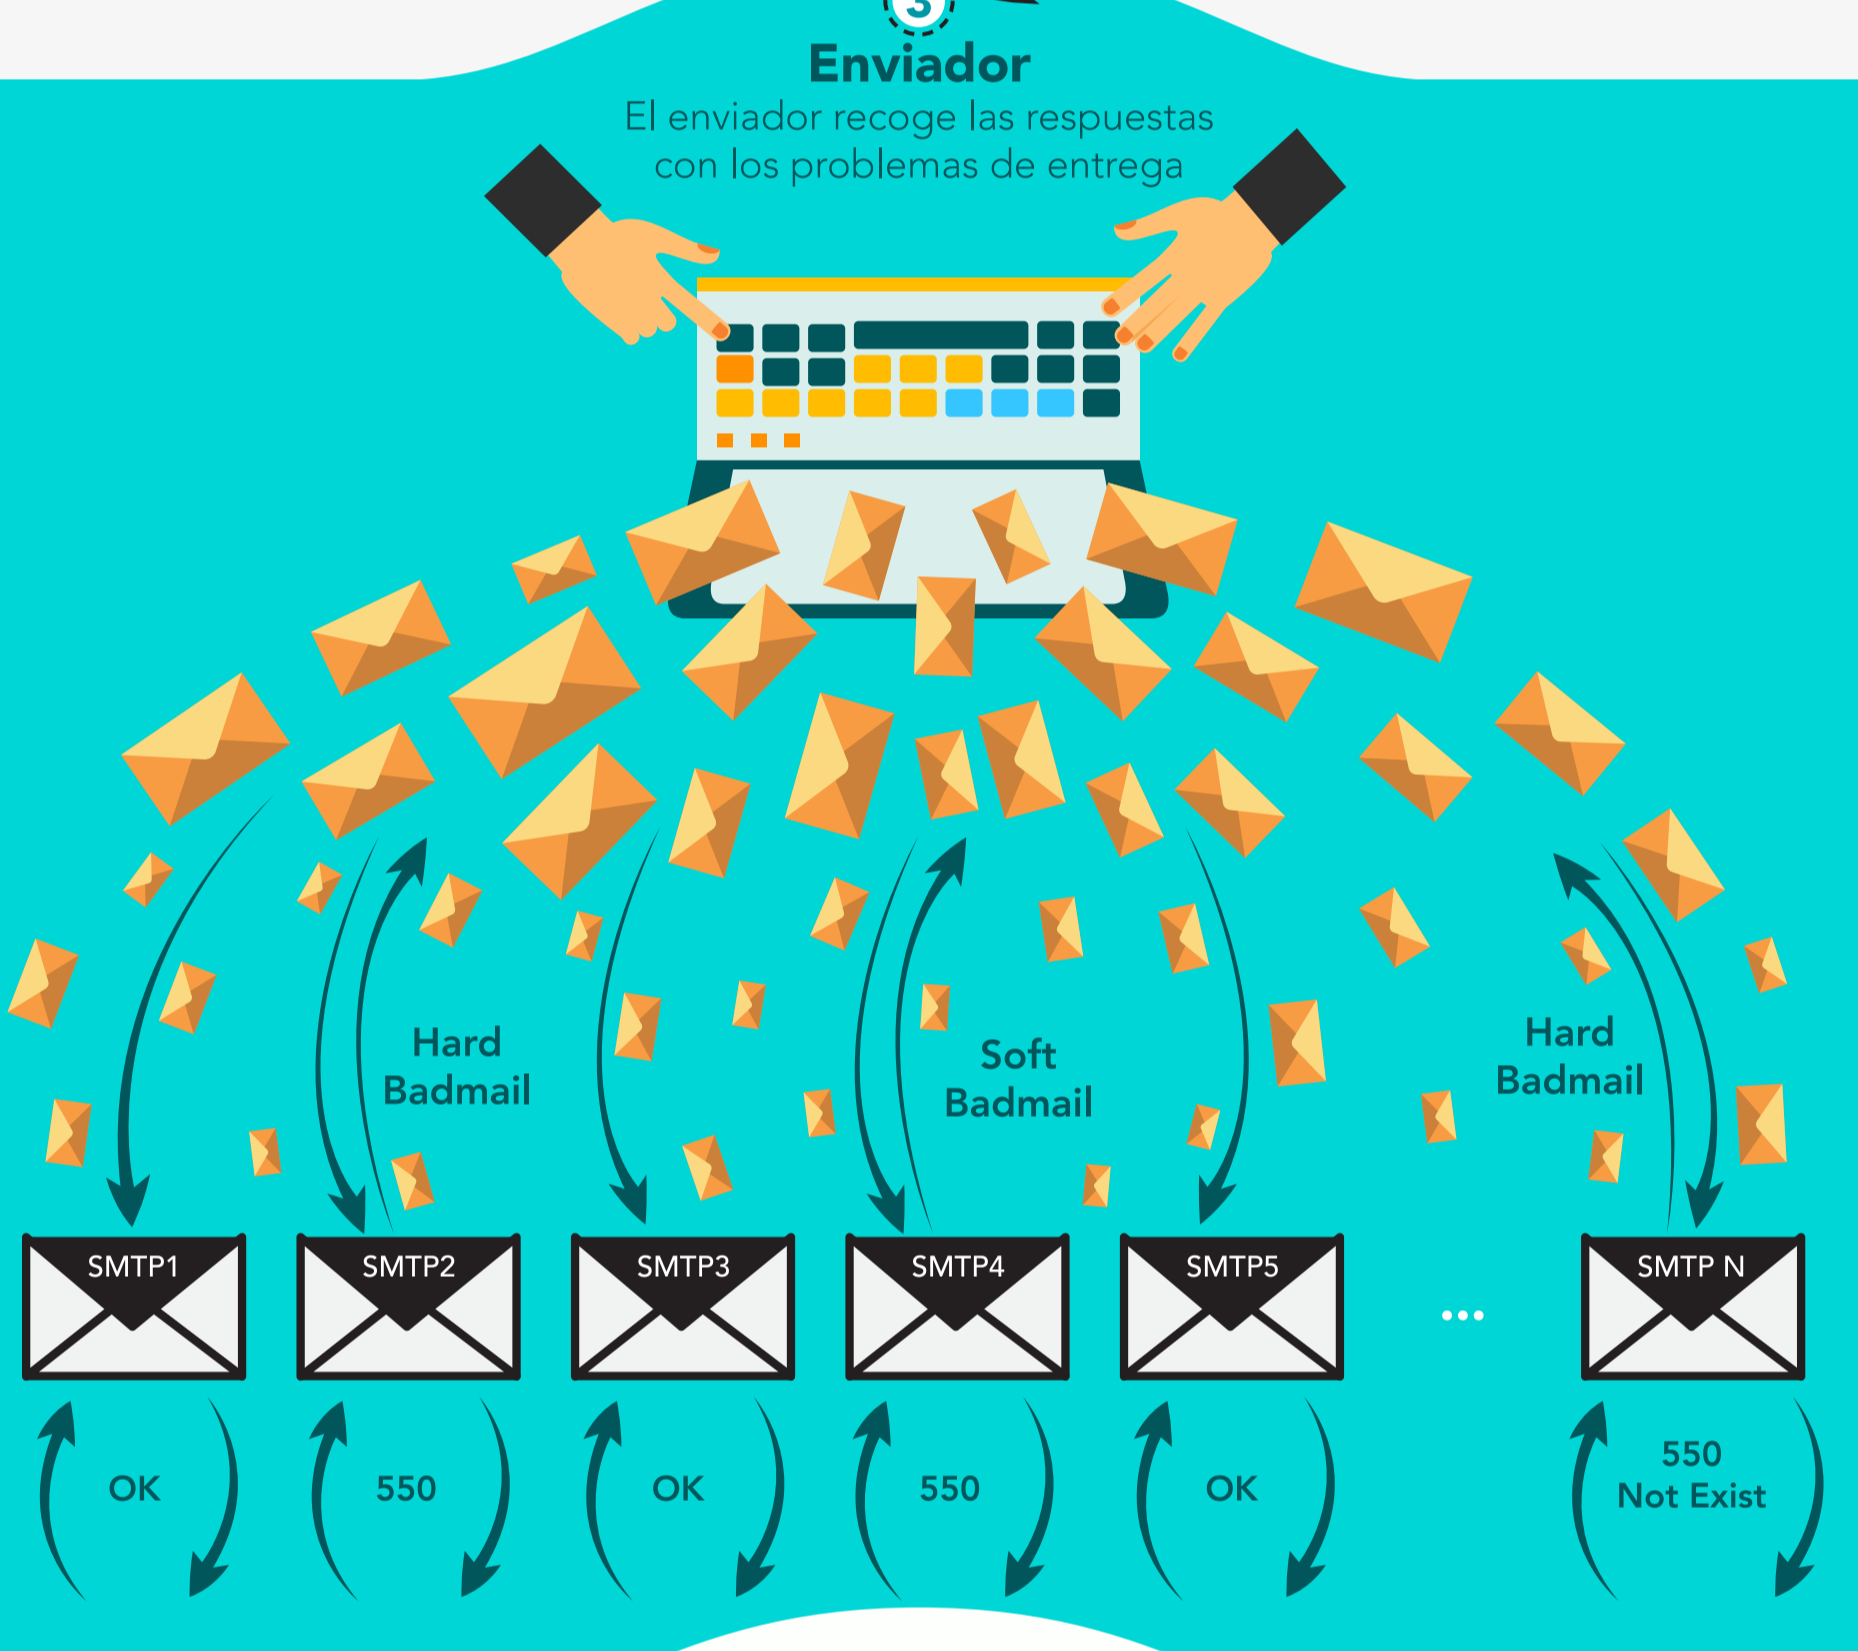 3
Enviador
El enviador recoge las respuestas
con los problemas de entrega
Hard
Badmail
Soft
Badmail
Hard
Badmail
SMTP1
SMTP2
SMTP3
SMTP4
SMTP5
...
SMTP N
OK
550
OK
550
OK
550
Not Exist